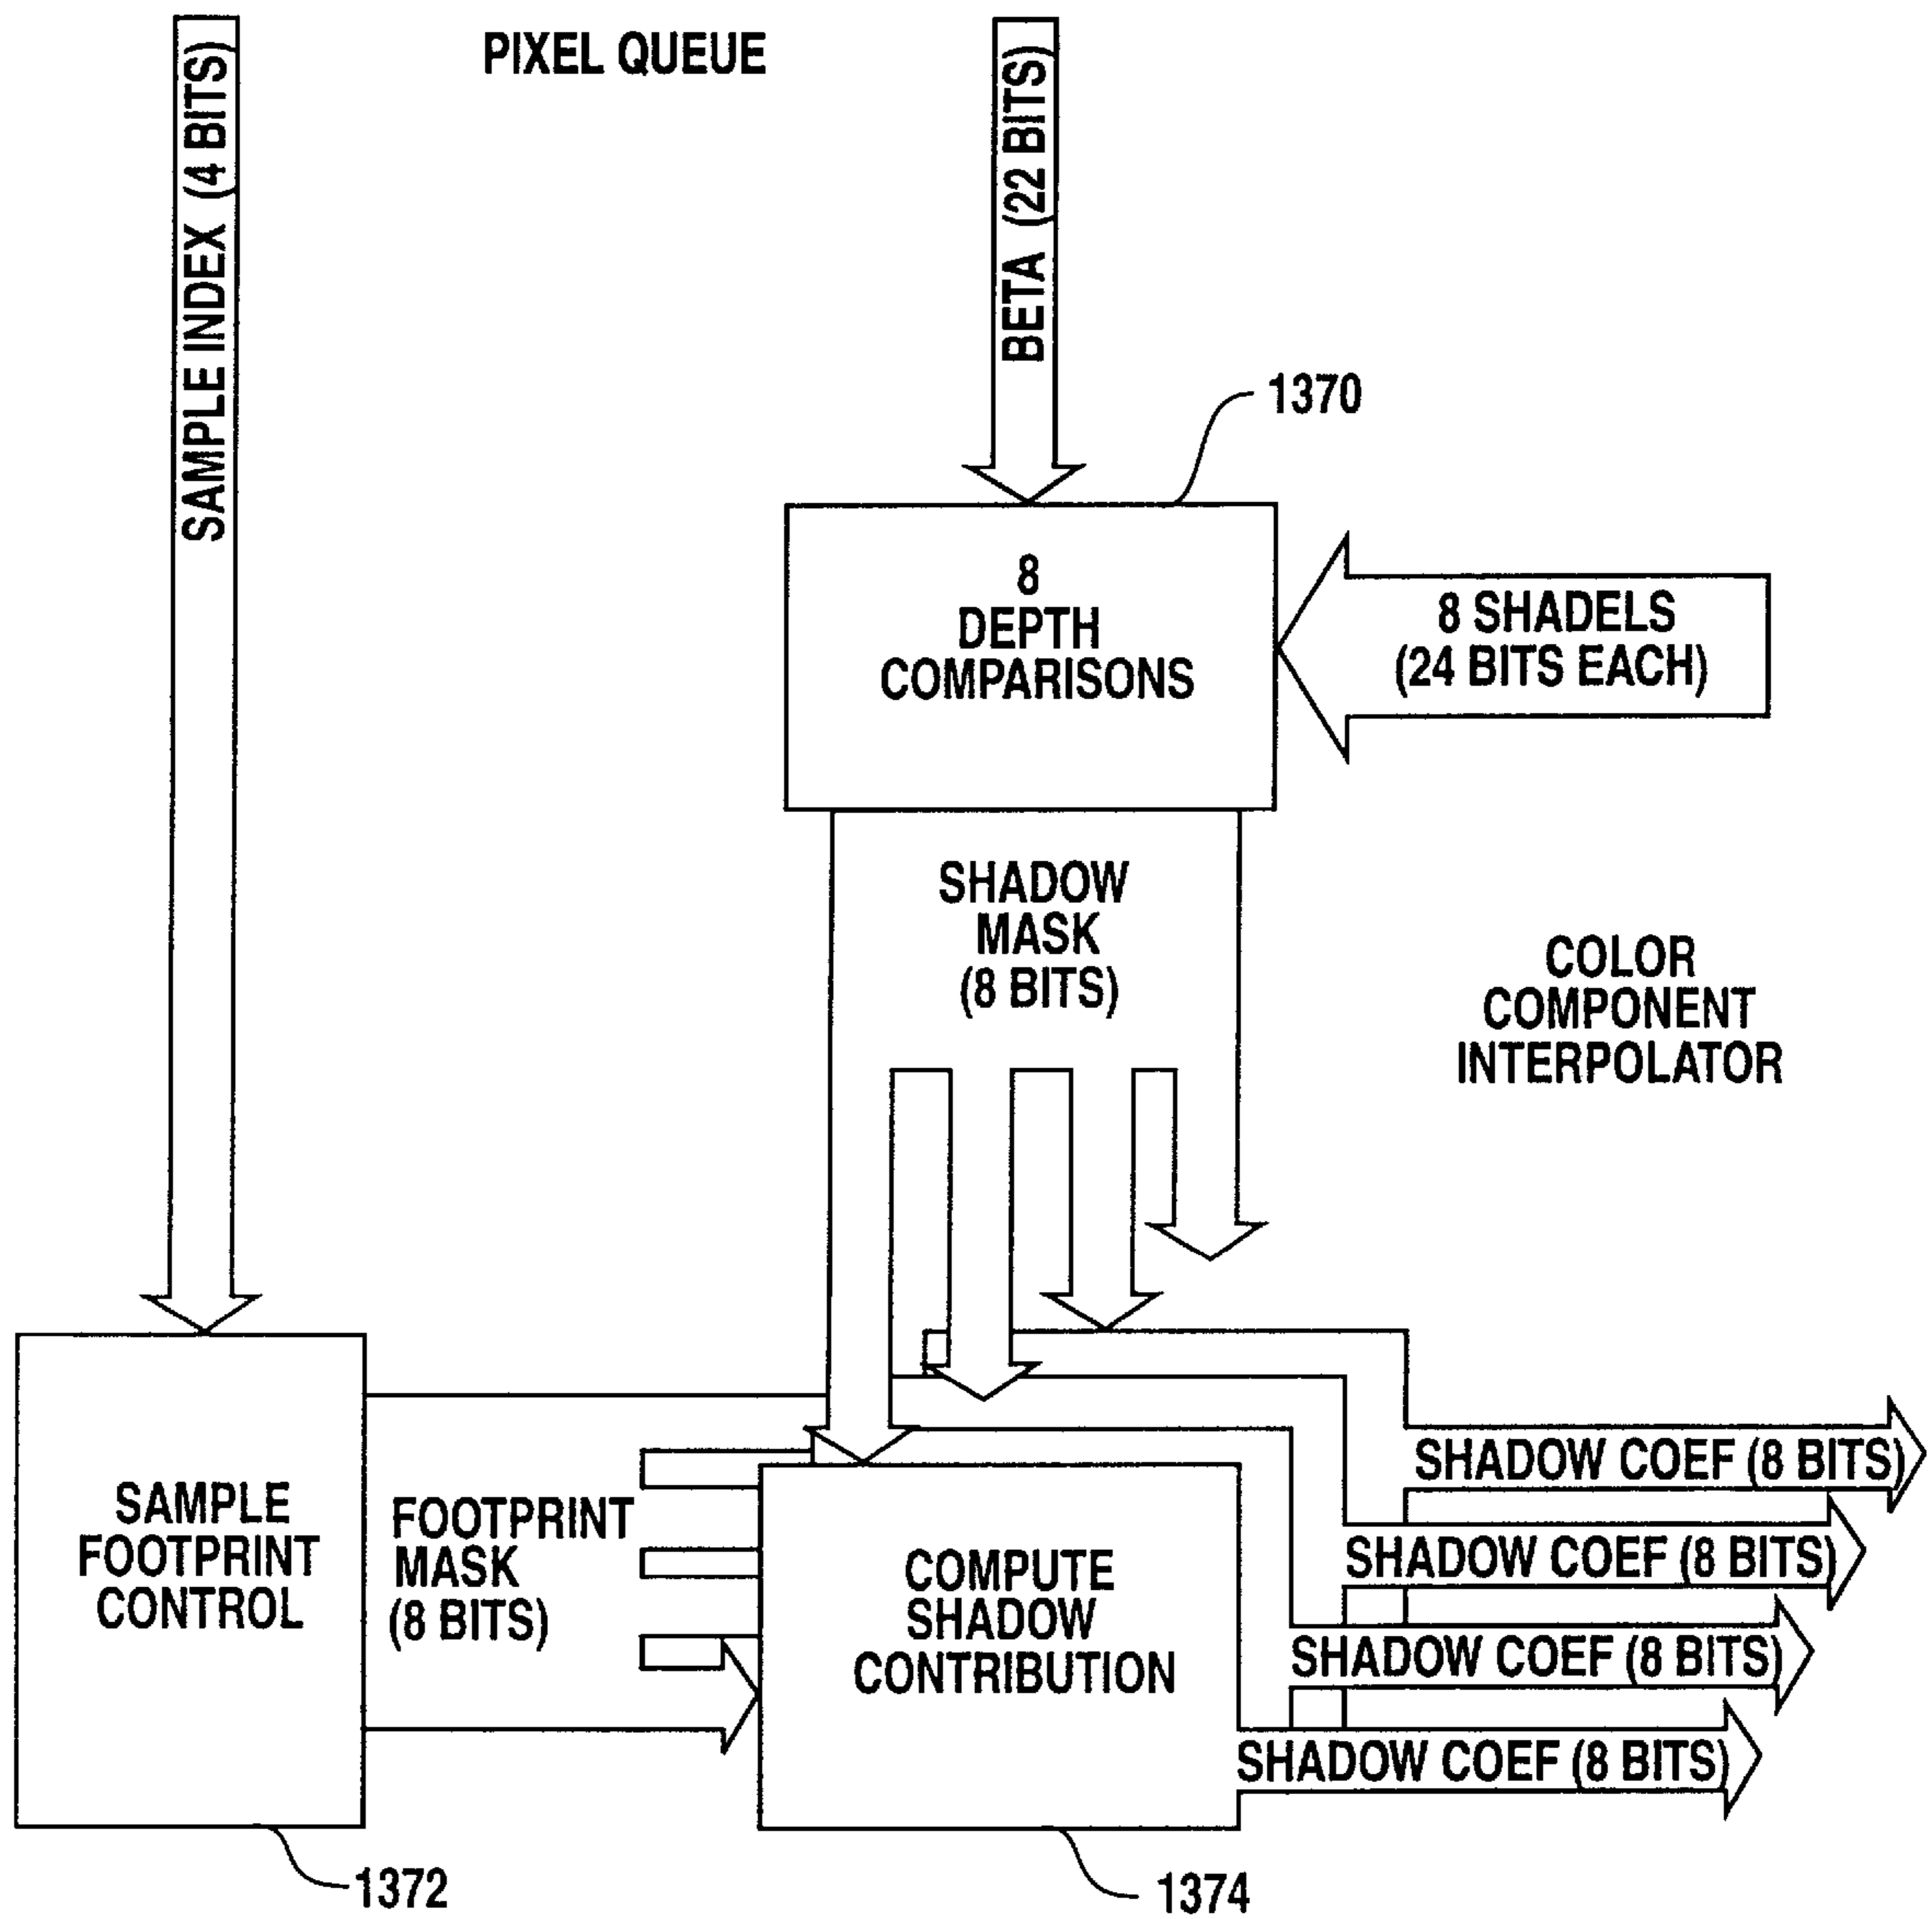 PIXEL QUEUE
SAMPLE INDEX (4 BITS)
BETA (22 BITS)
1370
8
DEPTH
COMPARISONS
8 SHADELS
(24 BITS EACH)
SHADOW
MASK
(8 BITS)
COLOR
COMPONENT
INTERPOLATOR
SAMPLE
FOOTPRINT
CONTROL
FOOTPRINT
MASK
(8 BITS)
COMPUTE
SHADOW
CONTRIBUTION
SHADOW COEF (8 BITS)
SHADOW COEF (8 BITS)
SHADOW COEF (8 BITS)
SHADOW COEF (8 BITS)
1372
1374